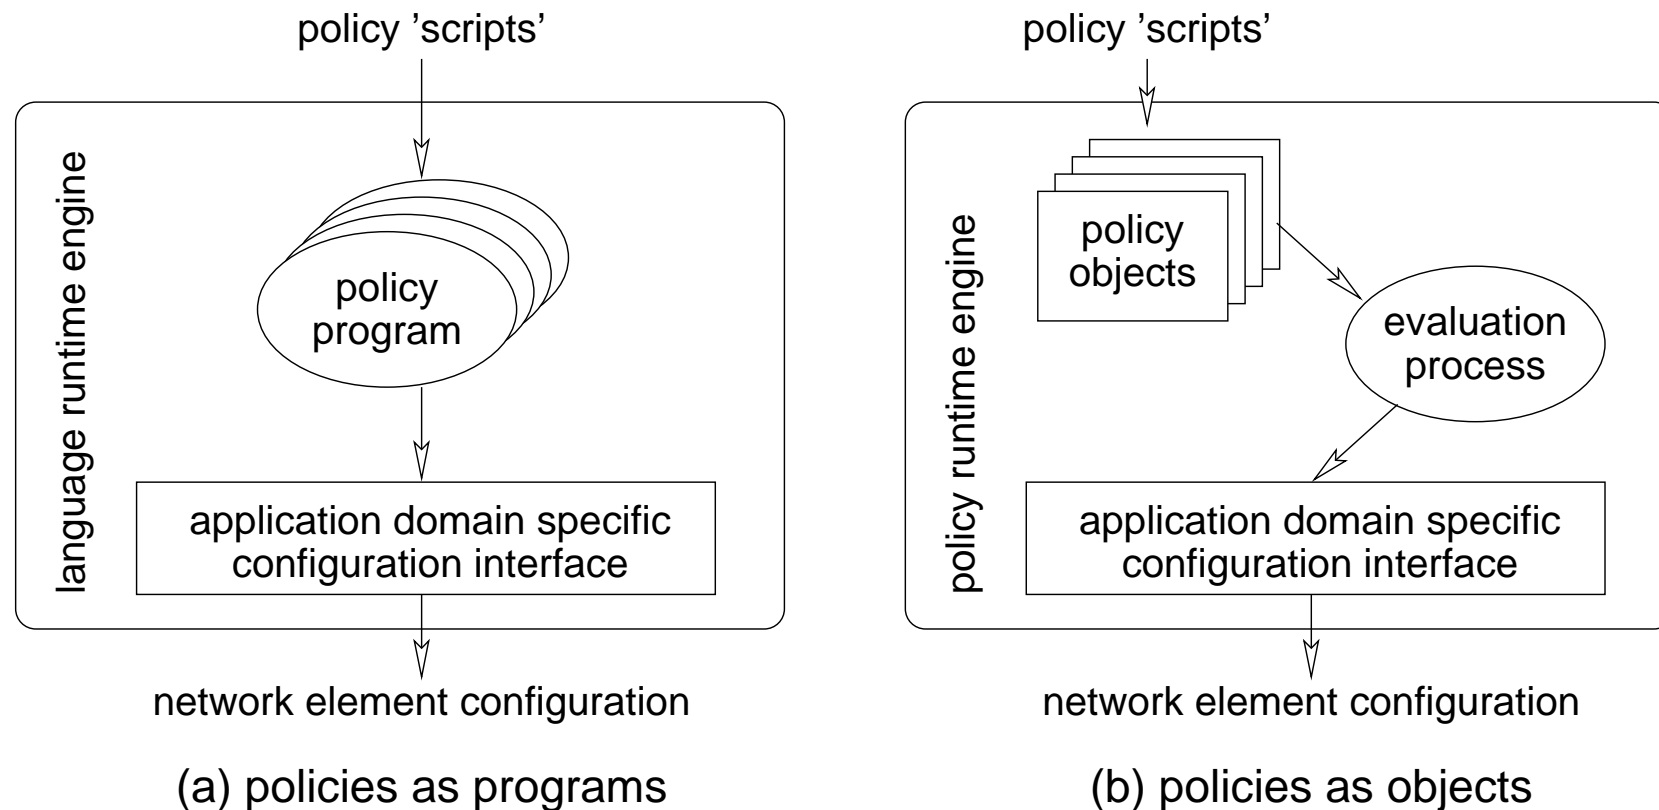 policy ’scripts’
language runtime engine
policy
program
application domain specific
configuration interface
network element configuration
(a) policies as programs
policy ’scripts’
policy runtime engine
policy
objects
evaluation
process
application domain specific
configuration interface
network element configuration
(b) policies as objects